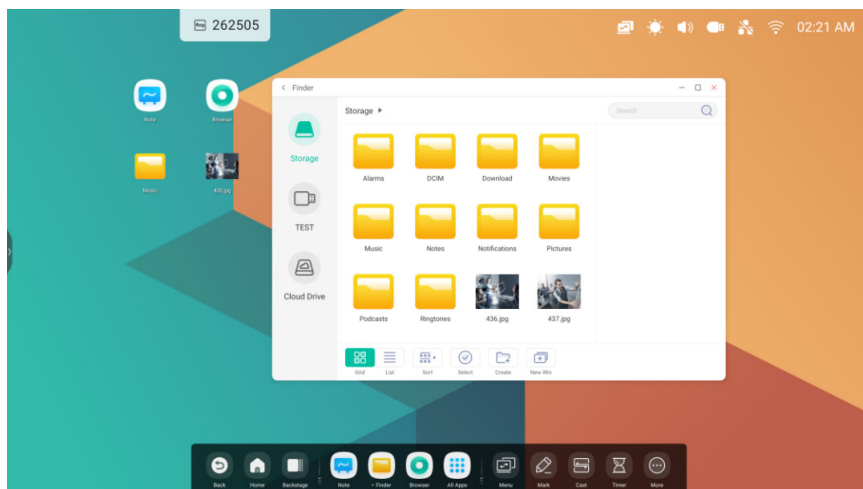 262505
02:21 AM
Note
Browser
Music
436.jpg
Finder
Storage
Search
Storage
TEST
Cloud Drive
Alarms
DCIM
Download
Movies
Music
Notes
Notifications
Pictures
Podcasts
Ringtones
436.jpg
437.jpg
Grid
List
Sort
Select
Create
New Win
Back
Home
Backstage
Note
• Finder
Browser
All Apps
Menu
Mark
Cast
Timer
More